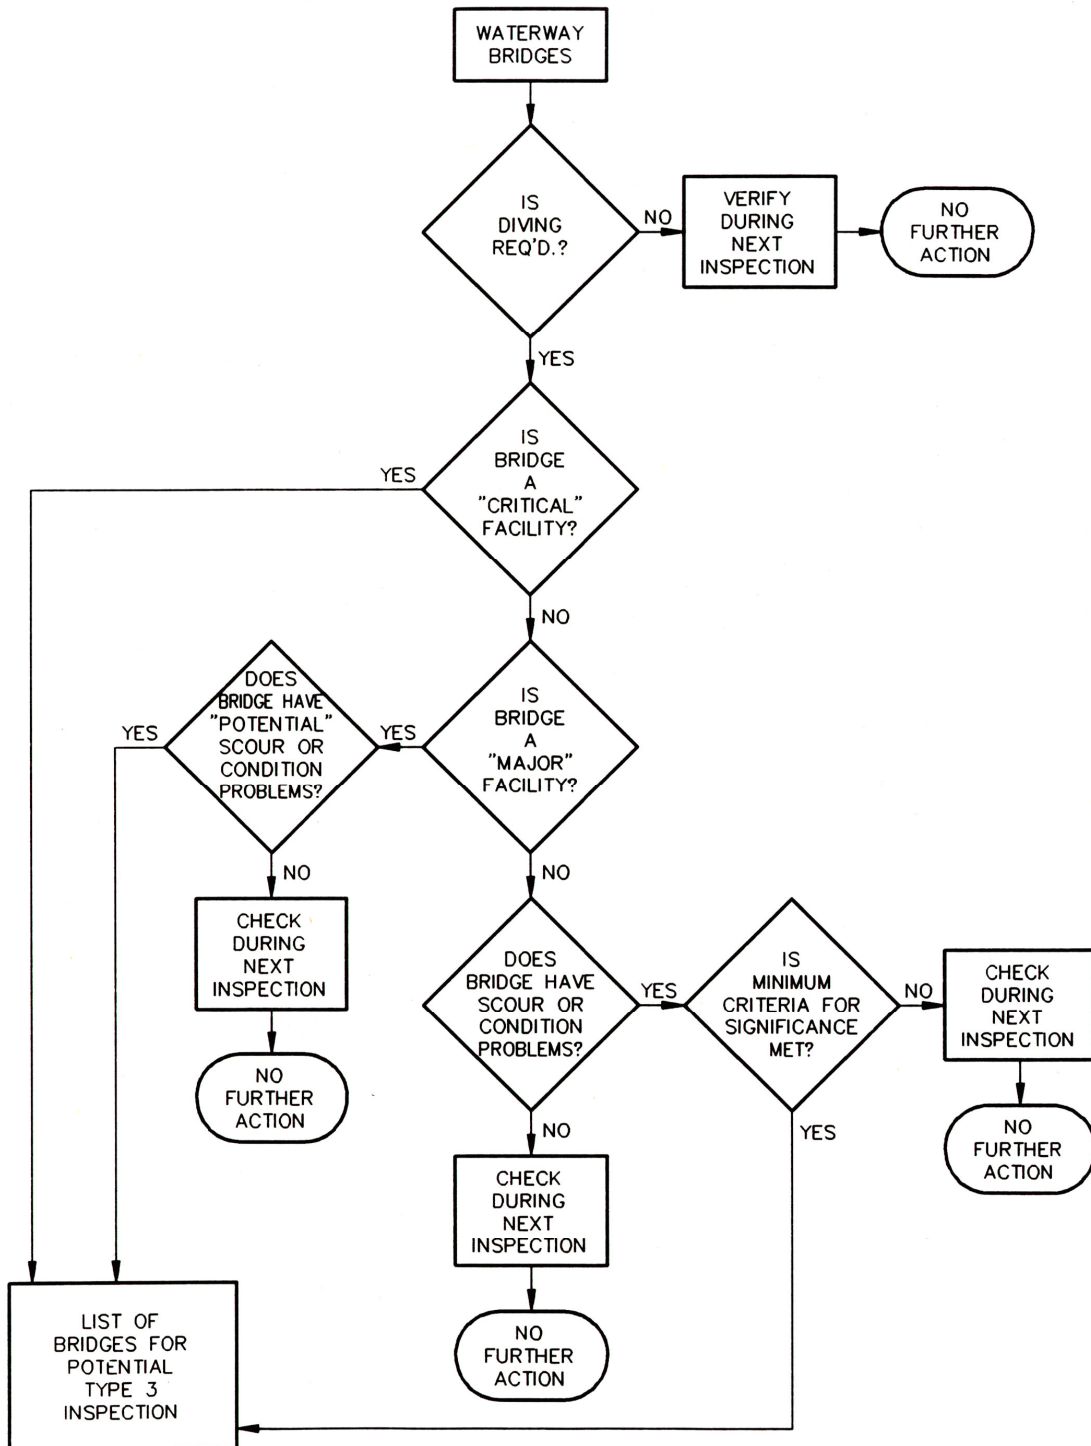 WATERWAY
BRIDGES
IS
DIVING
REQ'D.?
NO
VERIFY
DURING
NEXT
INSPECTION
NO
FURTHER
ACTION
YES
IS
BRIDGE
A
"CRITICAL"
FACILITY?
YES
NO
IS
BRIDGE
A
"MAJOR"
FACILITY?
YES
DOES
BRIDGE HAVE
"POTENTIAL"
SCOUR OR
CONDITION
PROBLEMS?
YES
NO
CHECK
DURING
NEXT
INSPECTION
NO
FURTHER
ACTION
NO
DOES
BRIDGE HAVE
SCOUR OR
CONDITION
PROBLEMS?
YES
IS
MINIMUM
CRITERIA FOR
SIGNIFICANCE
MET?
NO
CHECK
DURING
NEXT
INSPECTION
NO
FURTHER
ACTION
YES
NO
CHECK
DURING
NEXT
INSPECTION
NO
FURTHER
ACTION
LIST OF
BRIDGES FOR
POTENTIAL
TYPE 3
INSPECTION